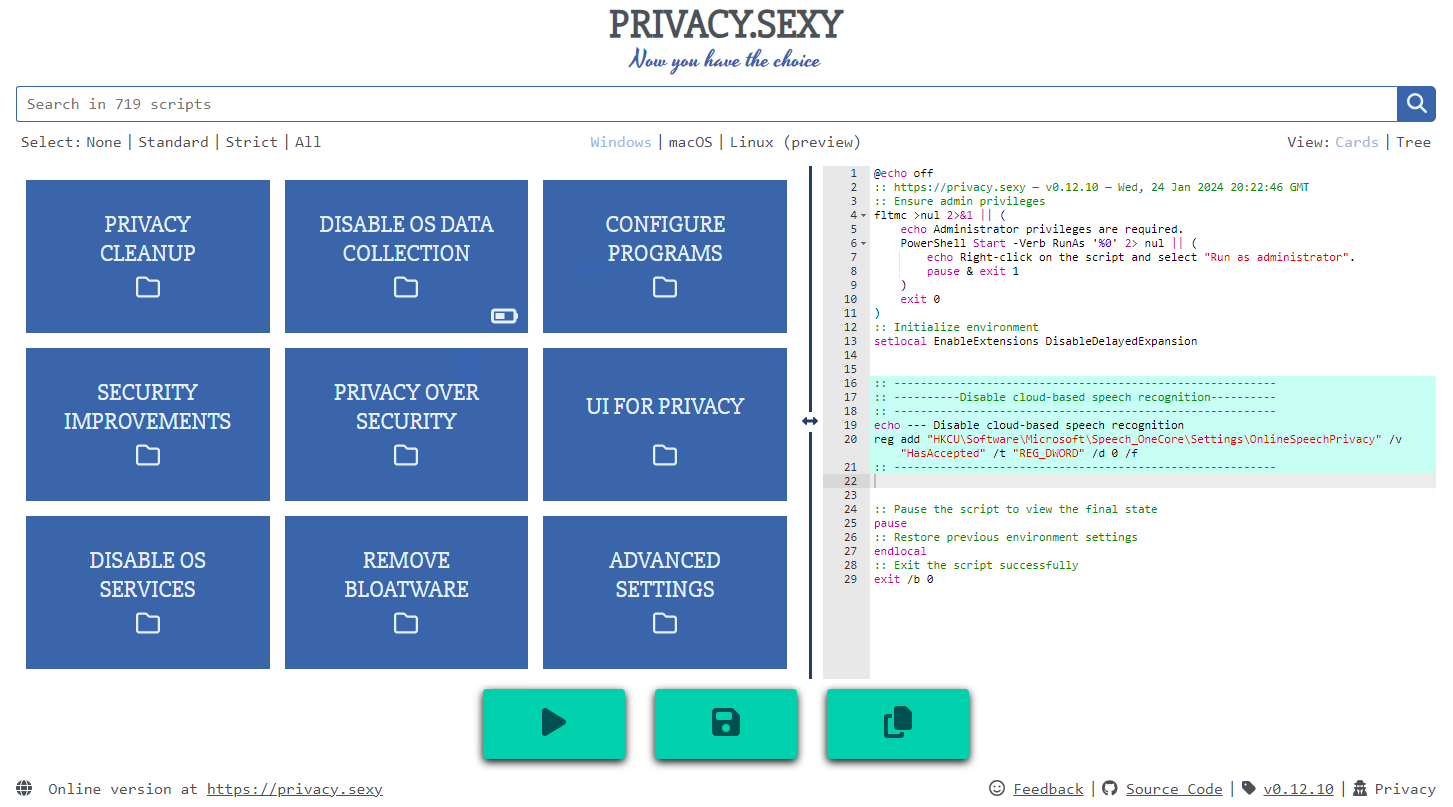 PRIVACY.SEXY
Now you have the choice
Search in 719 scripts
Select: None | Standard | Strict | All
Windows | macOS | Linux (preview)
View: Cards | Tree
PRIVACY
CLEANUP
DISABLE OS DATA
COLLECTION
CONFIGURE
PROGRAMS
SECURITY
IMPROVEMENTS
PRIVACY OVER
SECURITY
UI FOR PRIVACY
DISABLE OS
SERVICES
REMOVE
BLOATWARE
ADVANCED
SETTINGS
1 @echo off
2 :: https://privacy.sexy — v0.12.10 — Wed, 24 Jan 2024 20:22:46 GMT
3 :: Ensure admin privileges
4 fltmc >nul 2>&1 || (
5     echo Administrator privileges are required.
6     PowerShell Start -Verb RunAs '%0' 2> nul || (
7         echo Right-click on the script and select "Run as administrator".
8         pause & exit 1
9     )
10     exit 0
11 )
12 :: Initialize environment
13 setlocal EnableExtensions DisableDelayedExpansion
14
15
16 :: ----------------------------------------------------------
17 :: ----------Disable cloud-based speech recognition----------
18 :: ----------------------------------------------------------
19 echo --- Disable cloud-based speech recognition
20 reg add "HKCU\Software\Microsoft\Speech_OneCore\Settings\OnlineSpeechPrivacy" /v
"HasAccepted" /t "REG_DWORD" /d 0 /f
21 :: ----------------------------------------------------------
22
23
24 :: Pause the script to view the final state
25 pause
26 :: Restore previous environment settings
27 endlocal
28 :: Exit the script successfully
29 exit /b 0
Online version at https://privacy.sexy
Feedback | Source Code | v0.12.10 | Privacy